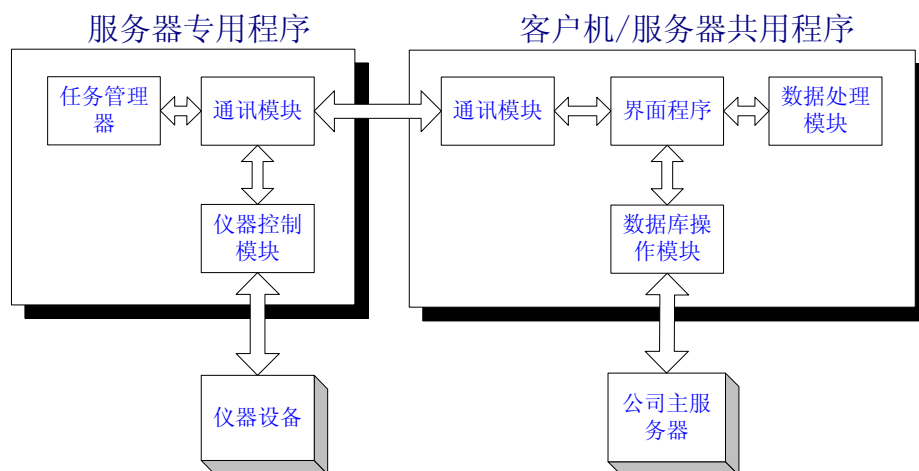 服务器专用程序
客户机/服务器共用程序
任务管理
器
通讯模块
通讯模块
界面程序
数据处理
模块
仪器控制
模块
数据库操
作模块
仪器设备
公司主服
务器